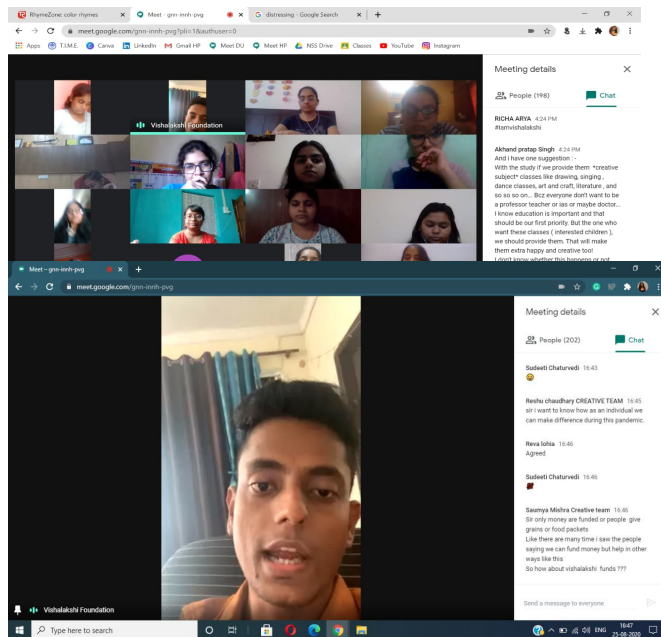 RhymeZone: color rhymes
Meet - gnn-innh-pvg
distressing - Google Search
meet.google.com/gnn-innh-pvg?pli=1&authuser=0
Apps T.I.M.E. Canva LinkedIn Gmail HP Meet DU Meet HP NSS Drive Classes YouTube Instagram
Vishalakshi Foundation
Meeting details
People (198) Chat
RICHA ARYA 4:24 PM
#Iamvishalakshi
Akhand pratap Singh 4:24 PM
And i have one suggestion : -
With the study if we provide them *creative
subject* classes like drawing, singing ,
dance classes, art and craft, literature , and
so so so on... Bcz everyone don't want to be
a professor teacher or ias or maybe doctor...
I know education is important and that
should be our first priority. But the one who
want these classes ( interested children ),
we should provide them. That will make
them extra happy and creative too!
I don't know whether this happens or not
Meet – gnn-innh-pvg
meet.google.com/gnn-innh-pvg
Vishalakshi Foundation
Meeting details
People (202) Chat
Sudeeti Chaturvedi 16:43
Reshu chaudhary CREATIVE TEAM 16:45
sir i want to know how as an individual we
can make difference during this pandemic.
Reva lohia 16:46
Agreed
Sudeeti Chaturvedi 16:46
Saumya Mishra Creative team 16:46
Sir only money are funded or people give
grains or food packets
Like there are many time i saw the people
saying we can fund money but help in other
ways like this
So how about vishalakshi funds ???
Send a message to everyone
Type here to search
ENG
16:47
25-08-2020